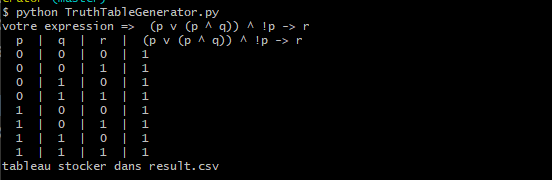 $ python TruthTableGenerator.py
votre expression => (p v (p ^ q)) ^ !p -> r
p | q | r | (p v (p ^ q)) ^ !p -> r
0 | 0 | 0 | 1
0 | 0 | 1 | 1
0 | 1 | 0 | 1
0 | 1 | 1 | 1
1 | 0 | 0 | 1
1 | 0 | 1 | 1
1 | 1 | 0 | 1
1 | 1 | 1 | 1
tableau stocker dans result.csv